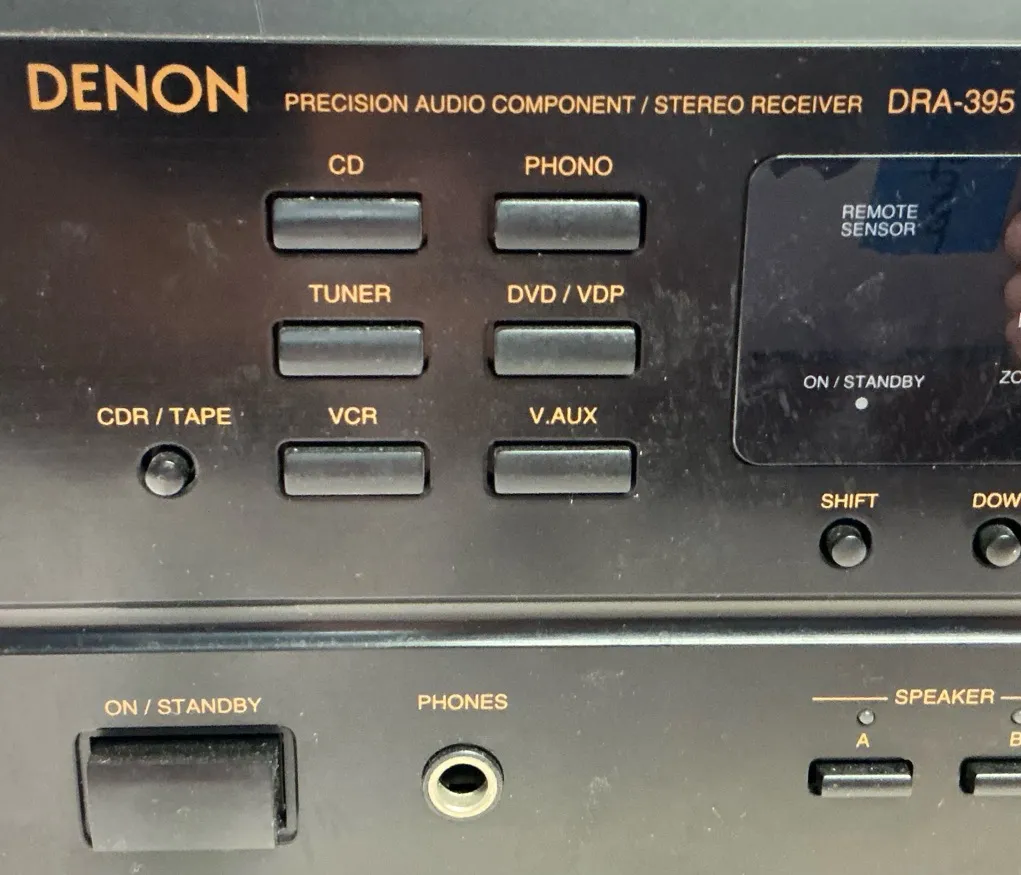 DENON PRECISION AUDIO COMPONENT / STEREO RECEIVER DRA-395
CD PHONO
REMOTE
SENSOR
TUNER DVD / VDP
ON / STANDBY
CDR / TAPE VCR V.AUX
SHIFT DOW
ON / STANDBY PHONES SPEAKER
A B